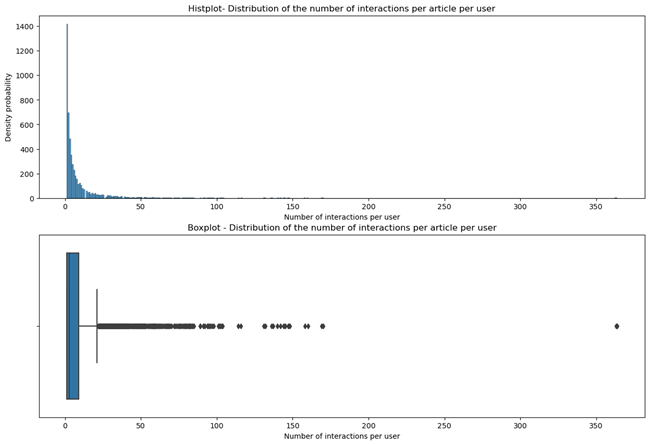 Histplot- Distribution of the number of interactions per article per user
Density probability
1400
1200
1000
800
600
400
200
0
0 50 100 150 200 250 300 350
Number of interactions per user
Boxplot - Distribution of the number of interactions per article per user
0 50 100 150 200 250 300 350
Number of interactions per user